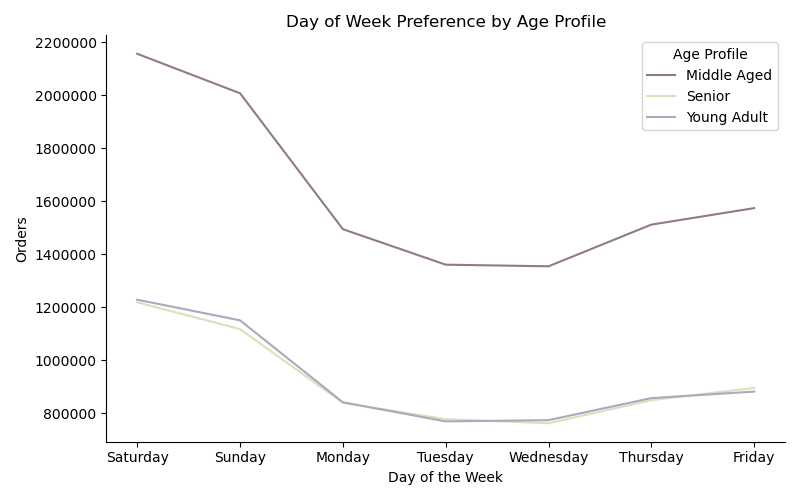 Day of Week Preference by Age Profile
Age Profile
Middle Aged
Senior
Young Adult
2200000
2000000
1800000
1600000
1400000
1200000
1000000
800000
Orders
Saturday Sunday Monday Tuesday Wednesday Thursday Friday
Day of the Week